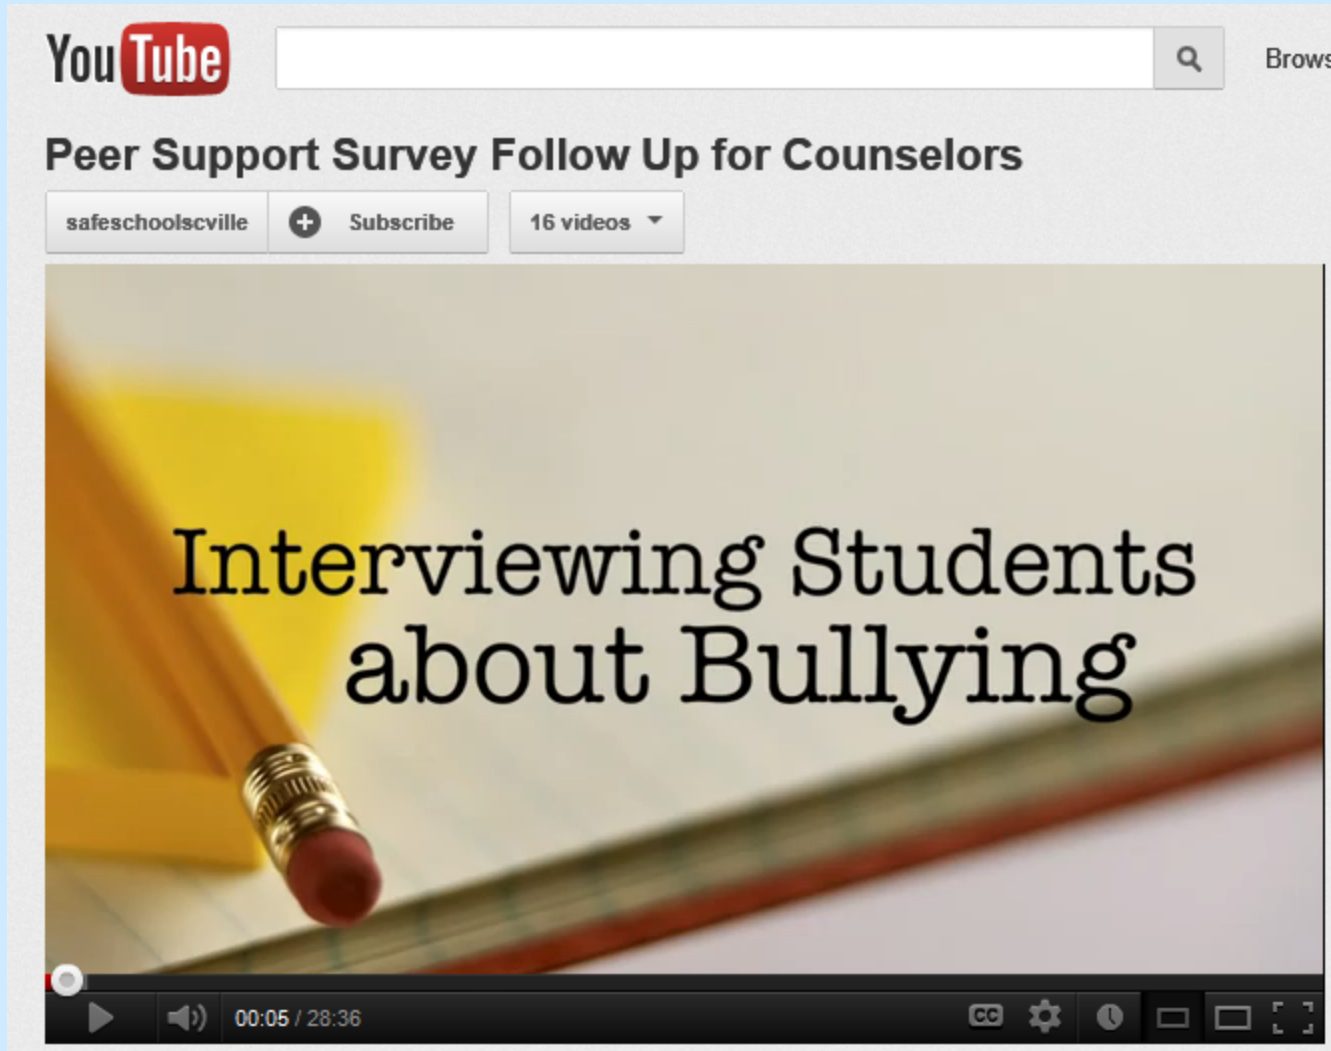 YouTube
Brows
Peer Support Survey Follow Up for Counselors
safeschoolscville
Subscribe
16 videos
Interviewing Students
about Bullying
00:05 / 28:36
CC